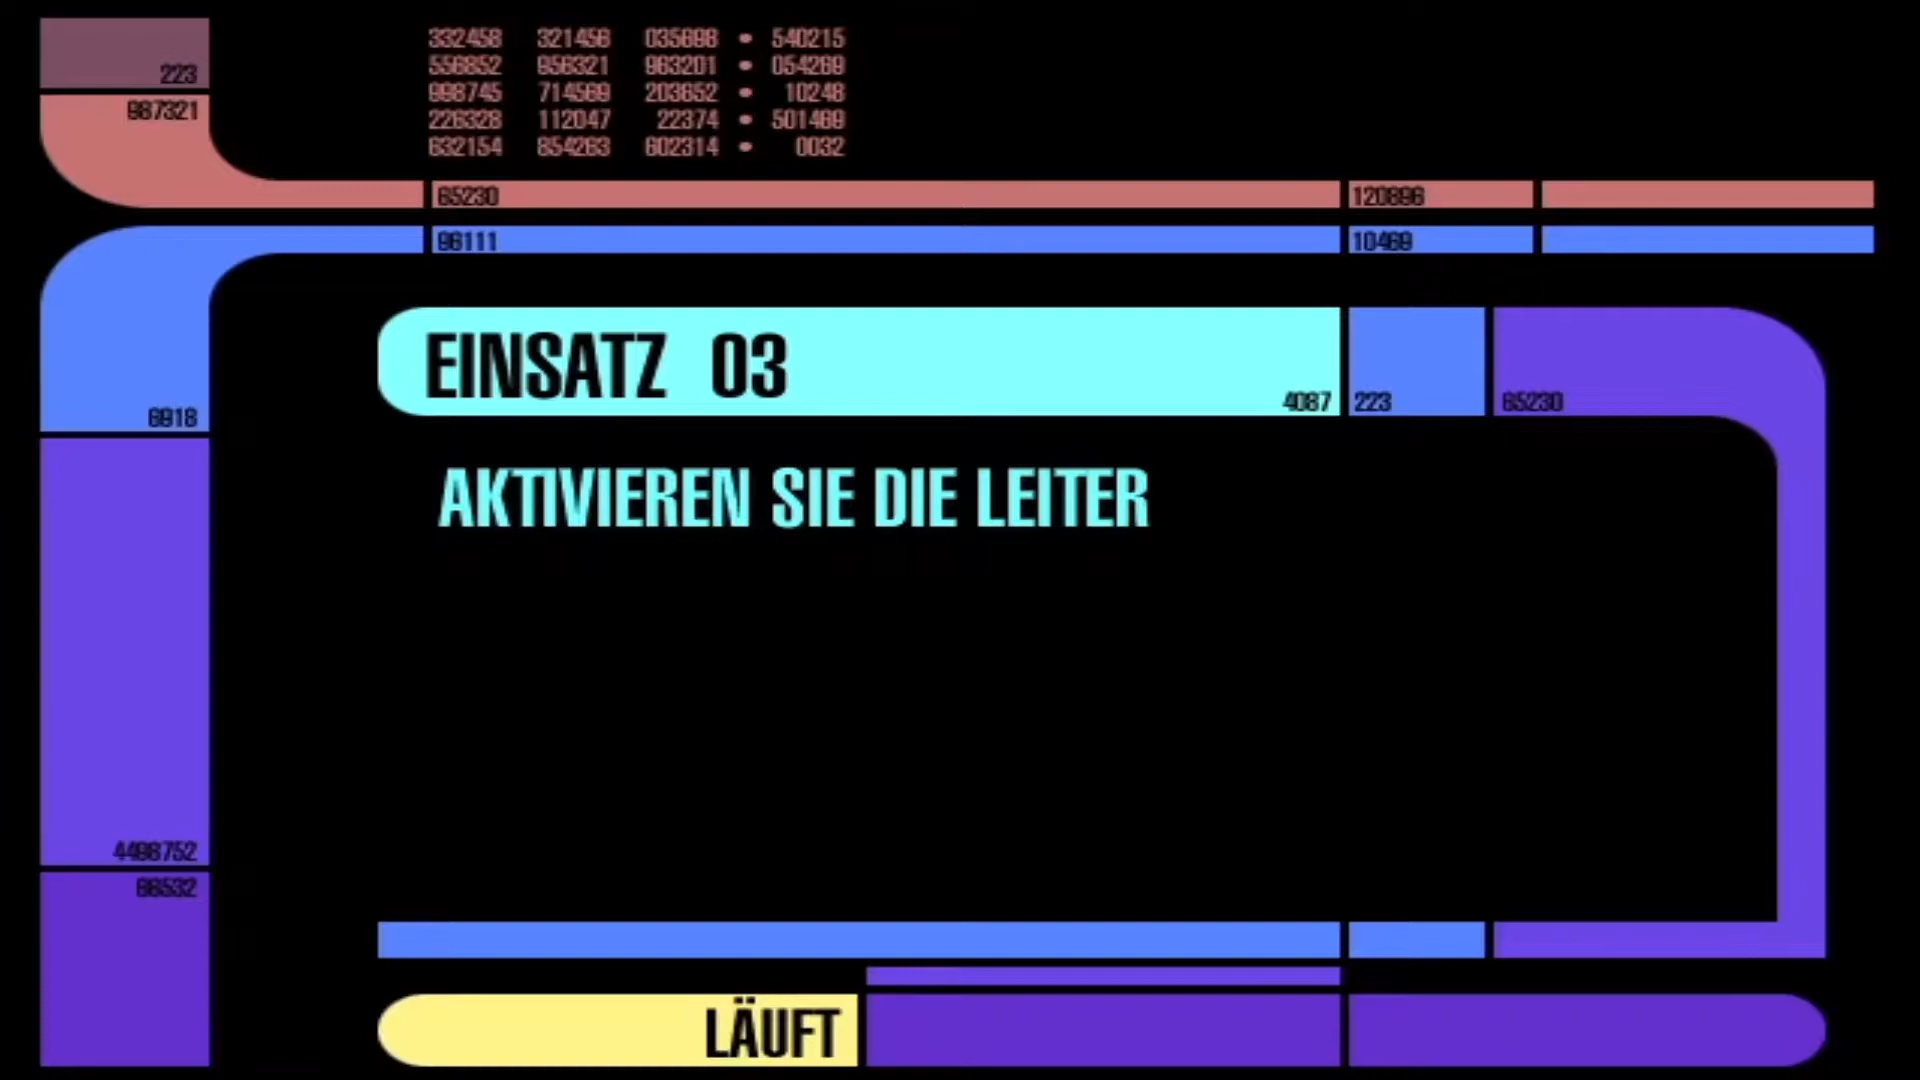 223
987321
332458 321456 035698 • 540215
556852 956321 963201 • 054269
998745 714569 203652 • 10248
226328 112047 22374 • 501469
632154 854263 602314 • 0032
65230 120896
96111 10469
6918
EINSATZ 03
4087 223 65230
AKTIVIEREN SIE DIE LEITER
4498752
66532
LÄUFT